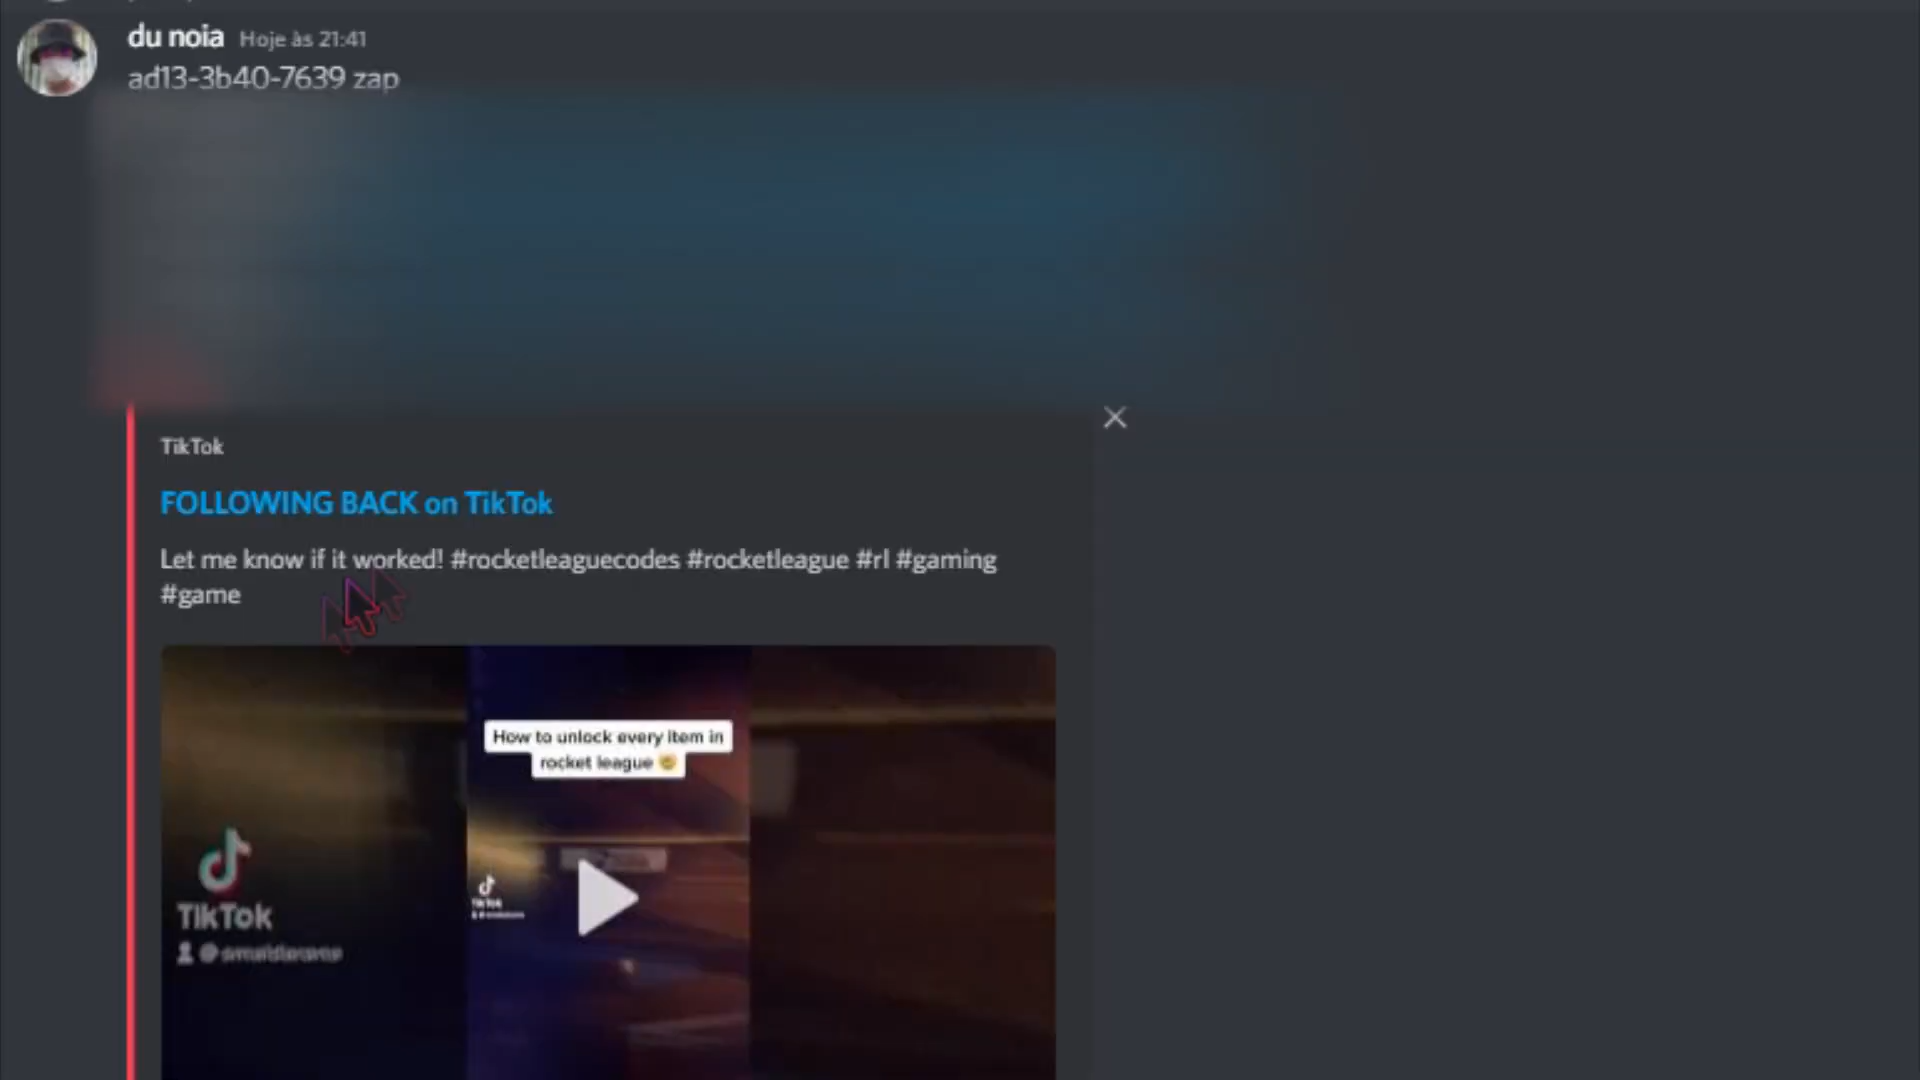 du noia Hoje às 21:41
ad13-3b40-7639 zap
TikTok
FOLLOWING BACK on TikTok
Let me know if it worked! #rocketleaguecodes #rocketleague #rl #gaming
#game
How to unlock every item in
rocket league 🤓
TikTok
TikTok